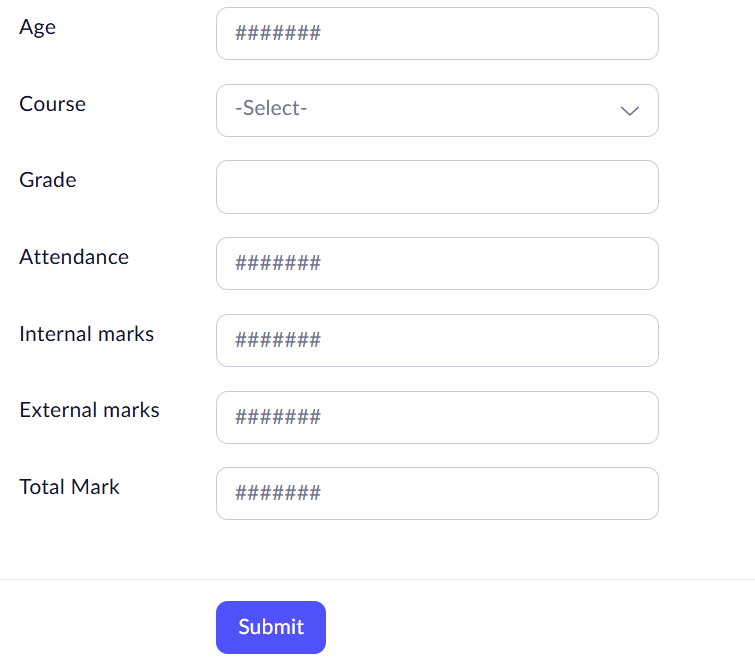 Age #######
Course -Select-
Grade
Attendance #######
Internal marks #######
External marks #######
Total Mark #######
Submit